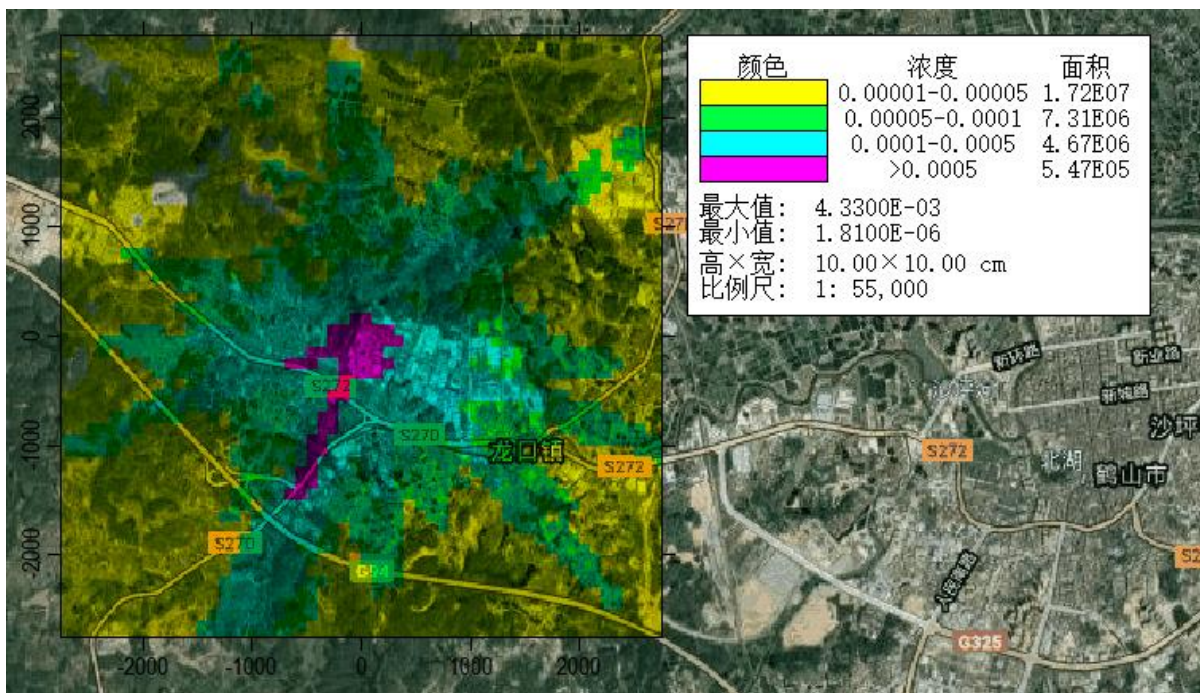 颜色 浓度 面积
0.00001-0.00005 1.72E07
0.00005-0.0001 7.31E06
0.0001-0.0005 4.67E06
>0.0005 5.47E05
最大值: 4.3300E-03
最小值: 1.8100E-06
高×宽: 10.00×10.00 cm
比例尺: 1: 55,000
2000
1000
0
-1000
-2000
-2000 -1000 0 1000 2000
S272
S270
龙口镇
S272
S270
G94
S27
新环路
新业路
新城路
沙坪
S272
北湖
鹤山市
S2
G325